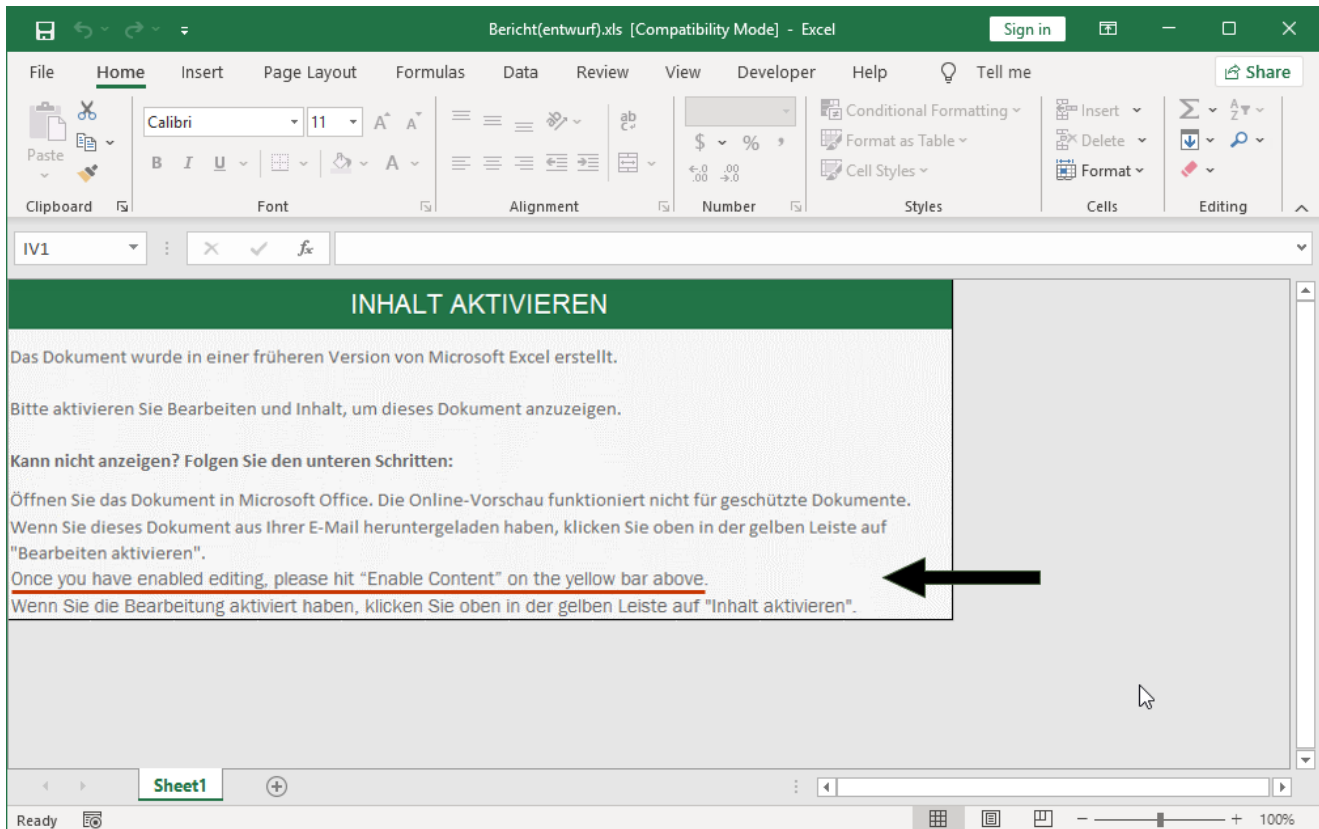 Bericht(entwurf).xls [Compatibility Mode] - Excel
Sign in
File Home Insert Page Layout Formulas Data Review View Developer Help Tell me Share
Paste
Calibri 11 A A
ab
B I U A
$ % ,
Conditional Formatting
Format as Table
Cell Styles
Insert
Delete
Format
Σ
A
Z
Clipboard Font Alignment Number Styles Cells Editing
IV1 fx
INHALT AKTIVIEREN
Das Dokument wurde in einer früheren Version von Microsoft Excel erstellt.
Bitte aktivieren Sie Bearbeiten und Inhalt, um dieses Dokument anzuzeigen.
Kann nicht anzeigen? Folgen Sie den unteren Schritten:
Öffnen Sie das Dokument in Microsoft Office. Die Online-Vorschau funktioniert nicht für geschützte Dokumente.
Wenn Sie dieses Dokument aus Ihrer E-Mail heruntergeladen haben, klicken Sie oben in der gelben Leiste auf
"Bearbeiten aktivieren".
Once you have enabled editing, please hit “Enable Content” on the yellow bar above.
Wenn Sie die Bearbeitung aktiviert haben, klicken Sie oben in der gelben Leiste auf "Inhalt aktivieren".
Sheet1
Ready 100%